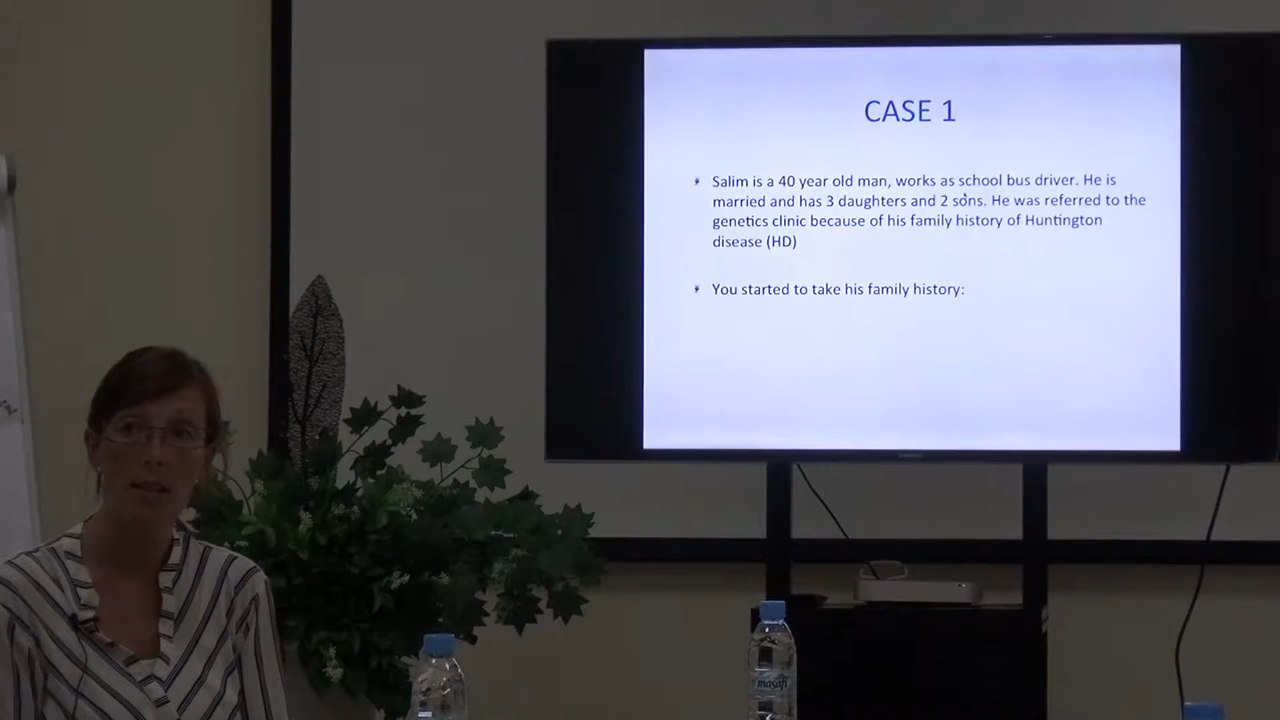 CASE 1
Salim is a 40 year old man, works as school bus driver. He is
married and has 3 daughters and 2 sons. He was referred to the
genetics clinic because of his family history of Huntington
disease (HD)
You started to take his family history:
masafi